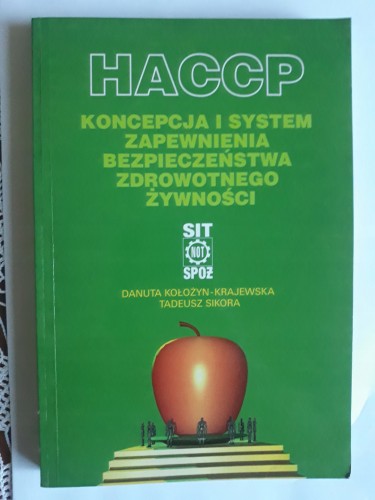 HACCP
KONCEPCJA I SYSTEM
ZAPEWNIENIA
BEZPIECZEŃSTWA
ZDROWOTNEGO
ŻYWNOŚCI
SIT
NOT
SPOŻ
DANUTA KOŁOŻYN-KRAJEWSKA
TADEUSZ SIKORA